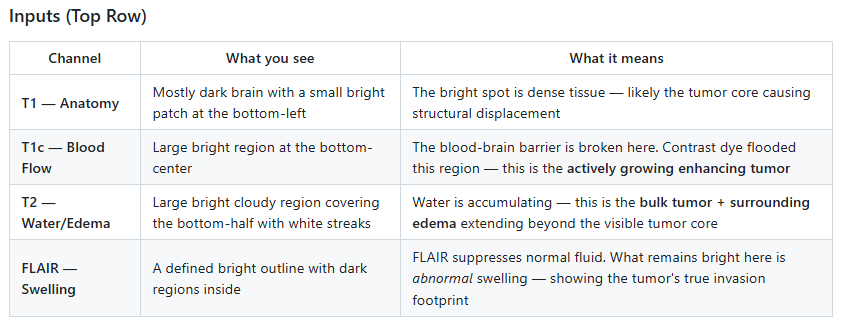 Inputs (Top Row)
Channel What you see What it means
T1 — Anatomy
Mostly dark brain with a small bright
patch at the bottom-left
The bright spot is dense tissue — likely the tumor core causing
structural displacement
T1c — Blood
Flow
Large bright region at the bottom-
center
The blood-brain barrier is broken here. Contrast dye flooded
this region — this is the actively growing enhancing tumor
T2 —
Water/Edema
Large bright cloudy region covering
the bottom-half with white streaks
Water is accumulating — this is the bulk tumor + surrounding
edema extending beyond the visible tumor core
FLAIR —
Swelling
A defined bright outline with dark
regions inside
FLAIR suppresses normal fluid. What remains bright here is
abnormal swelling — showing the tumor's true invasion
footprint